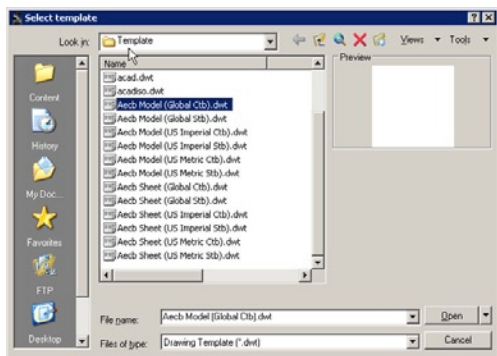 Select template
Look in: Template Views Tools
Name Preview
acad.dwt
acadiso.dwt
Aecb Model (Global Ctb).dwt
Aecb Model (Global Stb).dwt
Aecb Model (US Imperial Ctb).dwt
Aecb Model (US Imperial Stb).dwt
Aecb Model (US Metric Ctb).dwt
Aecb Model (US Metric Stb).dwt
Aecb Sheet (Global Ctb).dwt
Aecb Sheet (Global Stb).dwt
Aecb Sheet (US Imperial Ctb).dwt
Aecb Sheet (US Imperial Stb).dwt
Aecb Sheet (US Metric Ctb).dwt
Aecb Sheet (US Metric Stb).dwt
Content
History
My Doc...
Favorites
FTP
Desktop
File name: Aecb Model (Global Ctb).dwt Open
Files of type: Drawing Template (*.dwt) Cancel